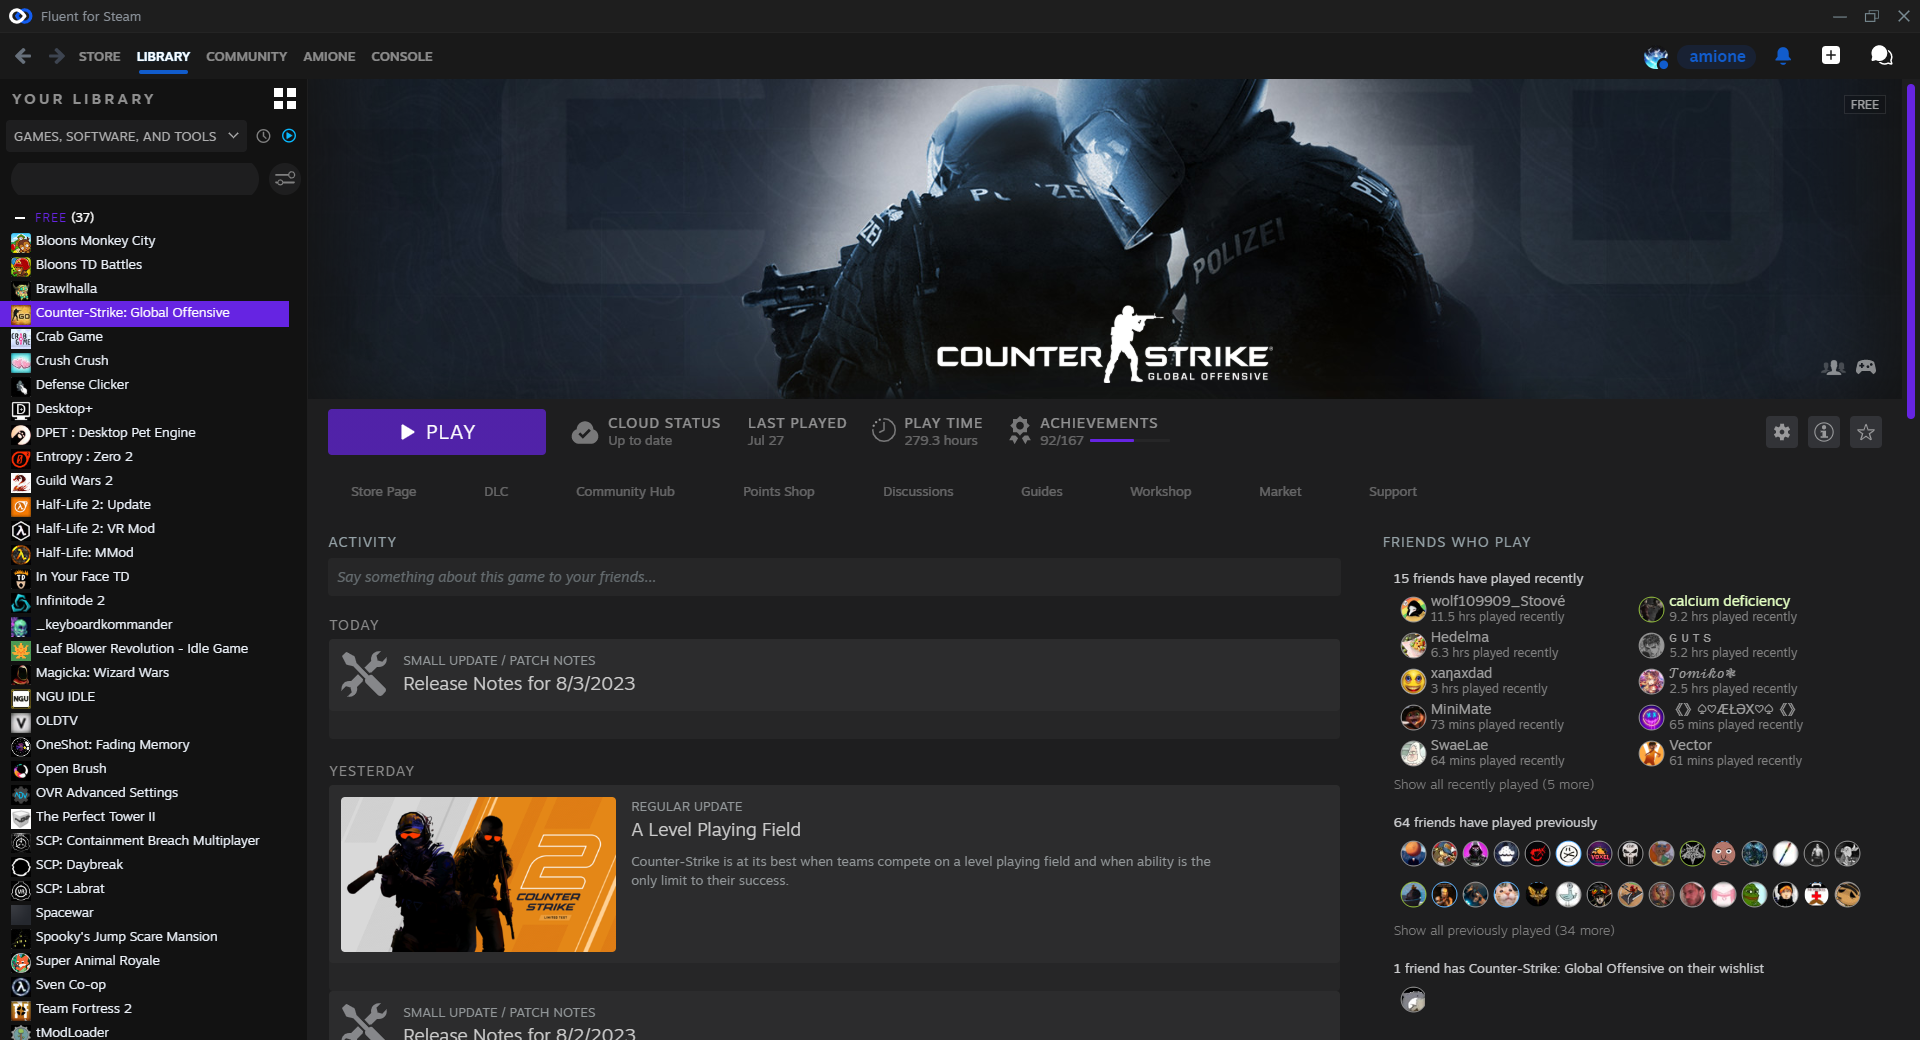 Fluent for Steam
STORE LIBRARY COMMUNITY AMIONE CONSOLE
amione
YOUR LIBRARY
GAMES, SOFTWARE, AND TOOLS
FREE (37)
Bloons Monkey City
Bloons TD Battles
Brawlhalla
Counter-Strike: Global Offensive
Crab Game
Crush Crush
Defense Clicker
Desktop+
DPET : Desktop Pet Engine
Entropy : Zero 2
Guild Wars 2
Half-Life 2: Update
Half-Life 2: VR Mod
Half-Life: MMod
In Your Face TD
Infinitode 2
_keyboardkommander
Leaf Blower Revolution - Idle Game
Magicka: Wizard Wars
NGU IDLE
OLDTV
OneShot: Fading Memory
Open Brush
OVR Advanced Settings
The Perfect Tower II
SCP: Containment Breach Multiplayer
SCP: Daybreak
SCP: Labrat
Spacewar
Spooky's Jump Scare Mansion
Super Animal Royale
Sven Co-op
Team Fortress 2
tModLoader
FREE
POLIZEI
POLIZEI
COUNTER STRIKE
GLOBAL OFFENSIVE
PLAY
CLOUD STATUS
Up to date
LAST PLAYED
Jul 27
PLAY TIME
279.3 hours
ACHIEVEMENTS
92/167
Store Page DLC Community Hub Points Shop Discussions Guides Workshop Market Support
ACTIVITY
Say something about this game to your friends...
TODAY
SMALL UPDATE / PATCH NOTES
Release Notes for 8/3/2023
YESTERDAY
2
COUNTER
STRIKE
LIMITED TEST
REGULAR UPDATE
A Level Playing Field
Counter-Strike is at its best when teams compete on a level playing field and when ability is the
only limit to their success.
SMALL UPDATE / PATCH NOTES
Release Notes for 8/2/2023
FRIENDS WHO PLAY
15 friends have played recently
wolf109909_Stoové
11.5 hrs played recently
calcium deficiency
9.2 hrs played recently
Hedelma
6.3 hrs played recently
ɢ ᴜ ᴛ s
5.2 hrs played recently
xaηaxdad
3 hrs played recently
𝓣𝓸𝓶𝓲𝓴𝓸❃
2.5 hrs played recently
MiniMate
73 mins played recently
《》♤♡ÆŁƏX♡♤《》
65 mins played recently
SwaeLae
64 mins played recently
Vector
61 mins played recently
Show all recently played (5 more)
64 friends have played previously
Show all previously played (34 more)
1 friend has Counter-Strike: Global Offensive on their wishlist